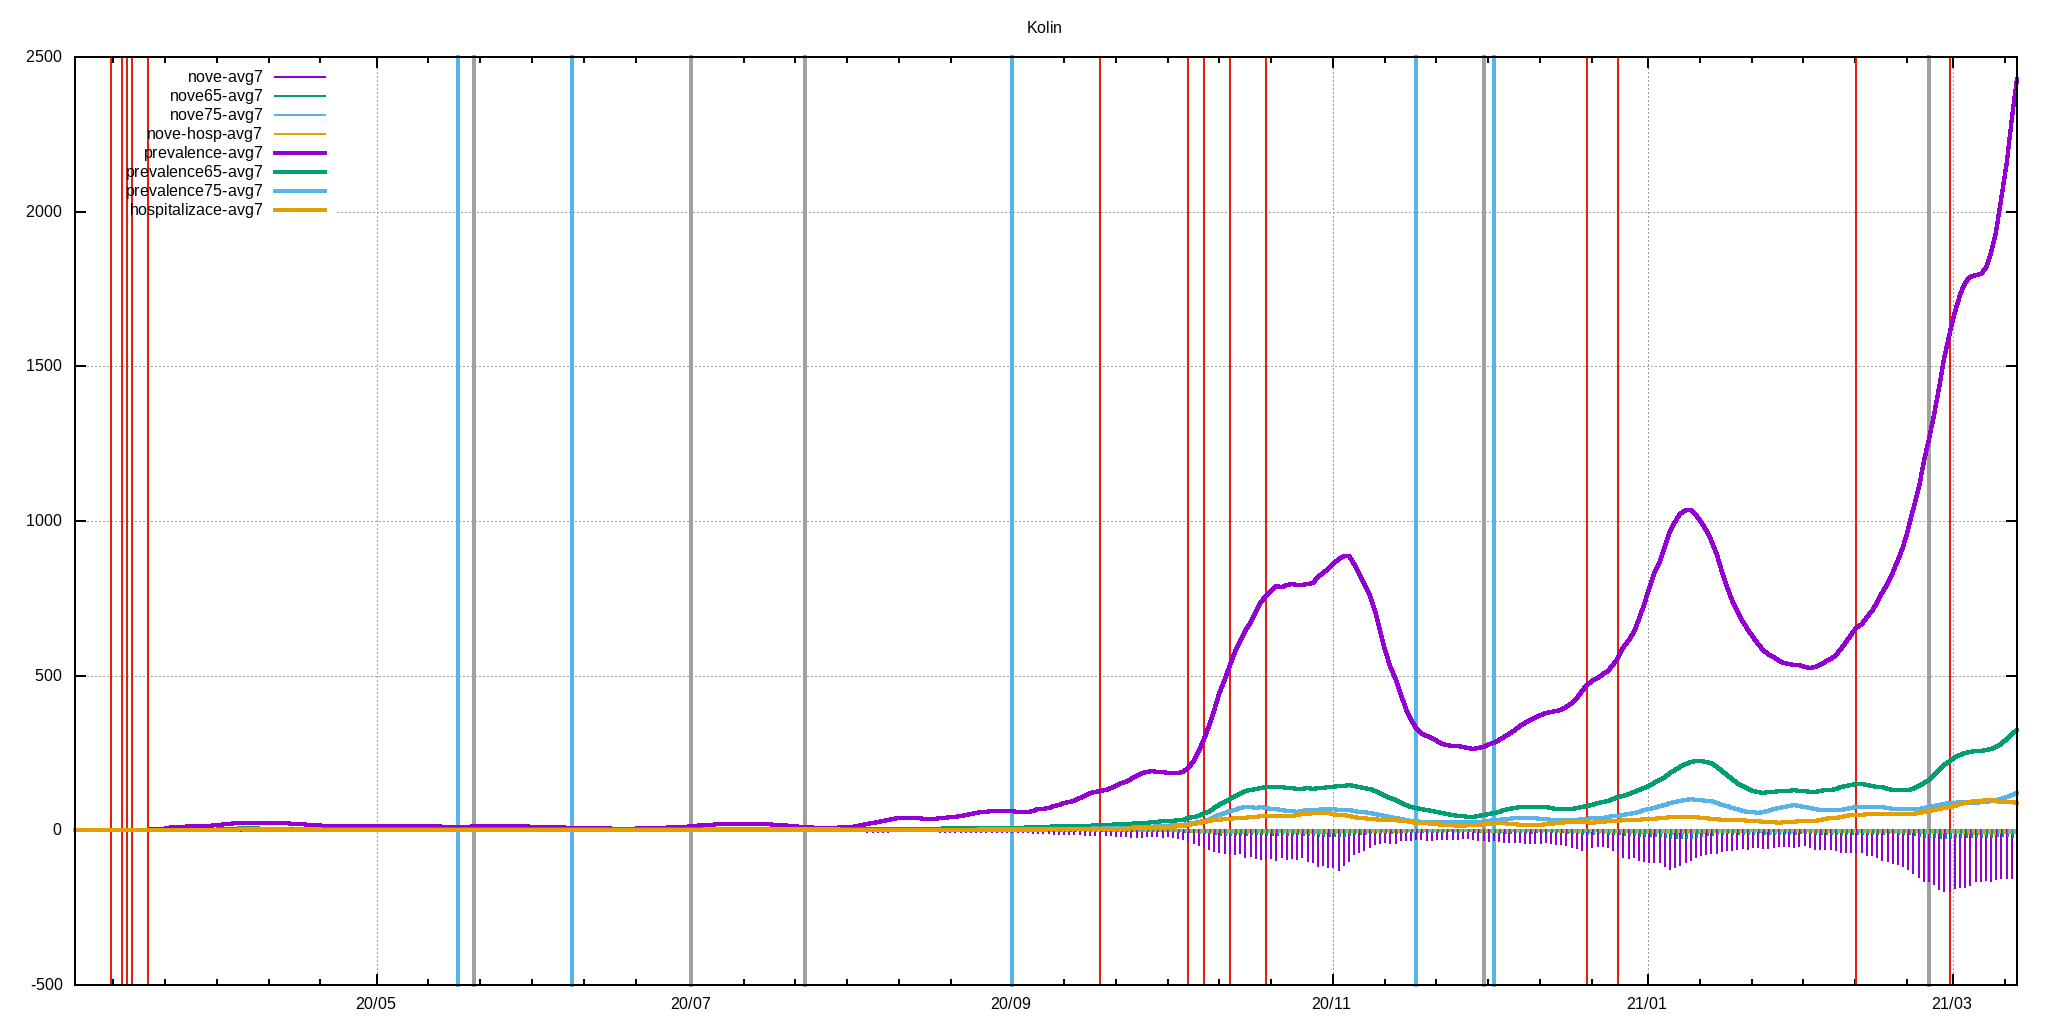 Kolin
2500
2000
1500
1000
500
0
-500
nove-avg7
nove65-avg7
nove75-avg7
nove-hosp-avg7
prevalence-avg7
prevalence65-avg7
prevalence75-avg7
hospitalizace-avg7
20/05
20/07
20/09
20/11
21/01
21/03